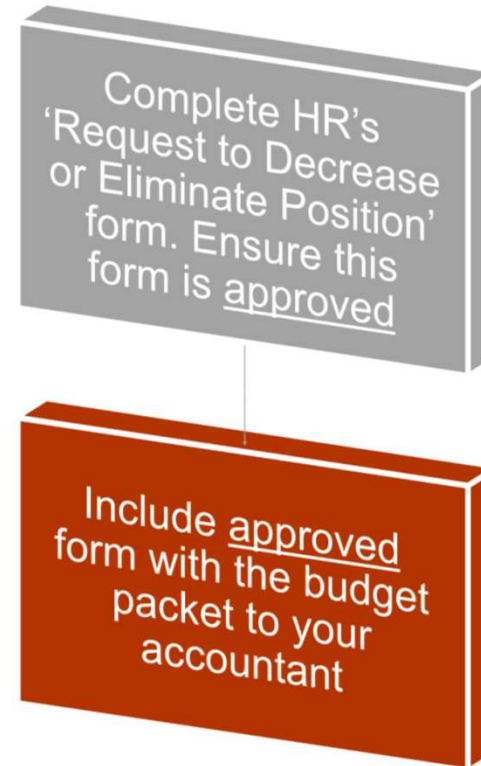 Complete HR’s
‘Request to Decrease
or Eliminate Position’
form. Ensure this
form is approved
Include approved
form with the budget
packet to your
accountant